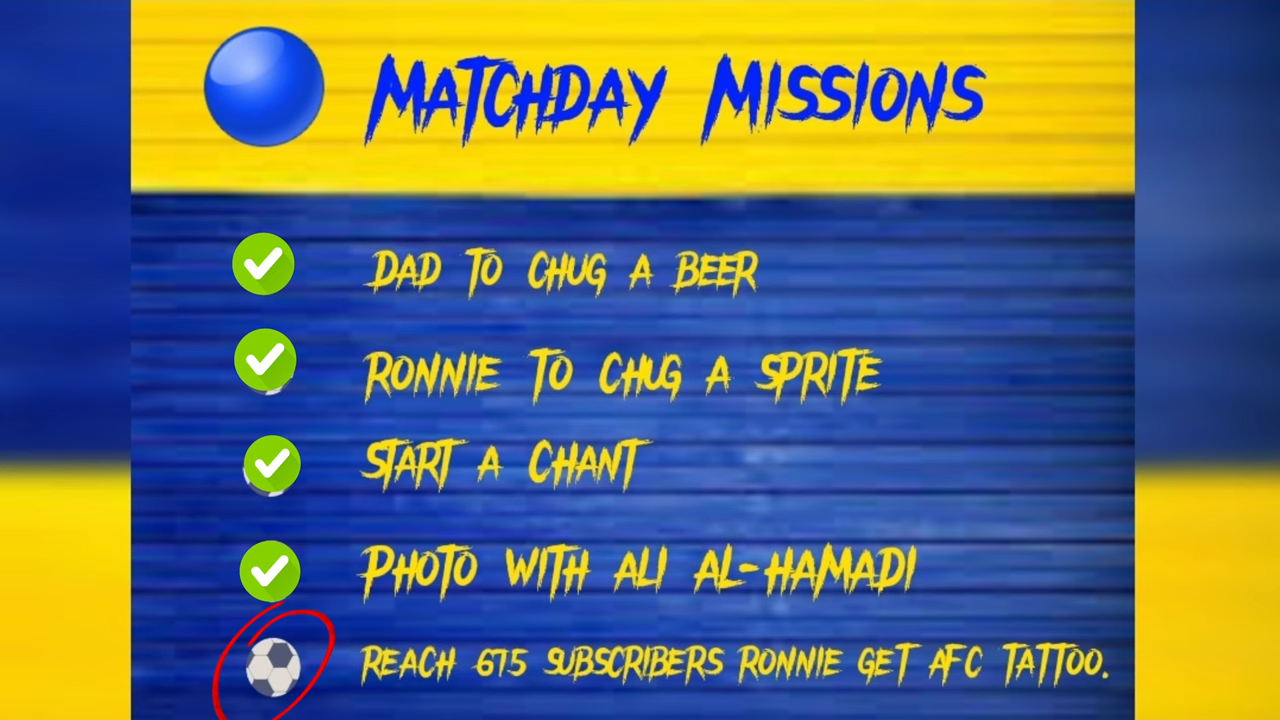 MATCHDAY MISSIONS
DAD TO CHUG A BEER
RONNIE TO CHUG A SPRITE
START A CHANT
PHOTO WITH ALI AL-HAMADI
REACH 675 SUBSCRIBERS RONNIE GET AFC TATTOO.